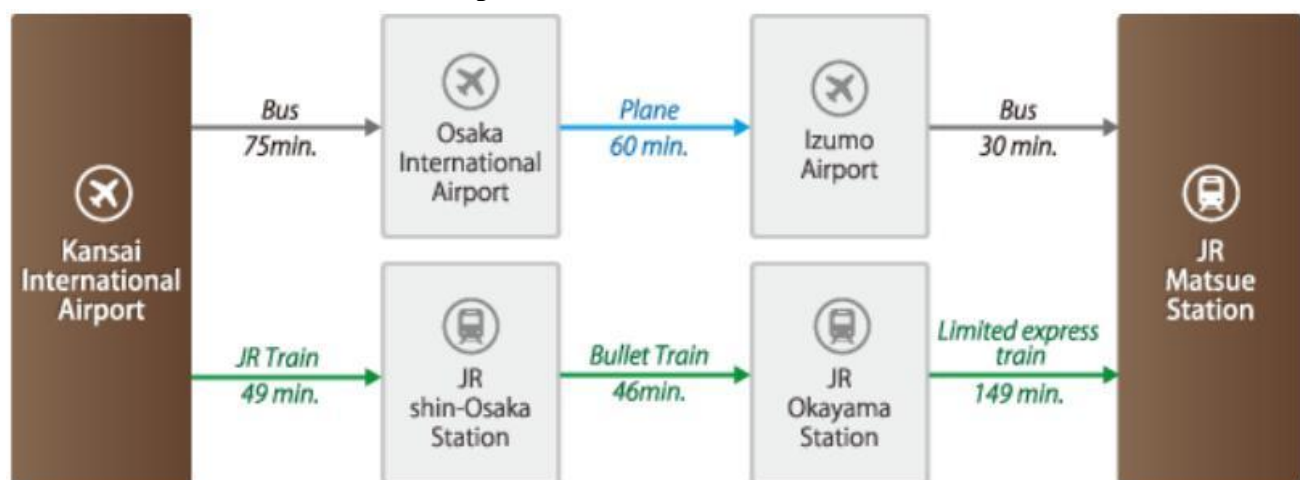 Kansai
International
Airport
Bus
75min.
Osaka
International
Airport
Plane
60 min.
Izumo
Airport
Bus
30 min.
JR Train
49 min.
JR
shin-Osaka
Station
Bullet Train
46min.
JR
Okayama
Station
Limited express
train
149 min.
JR
Matsue
Station